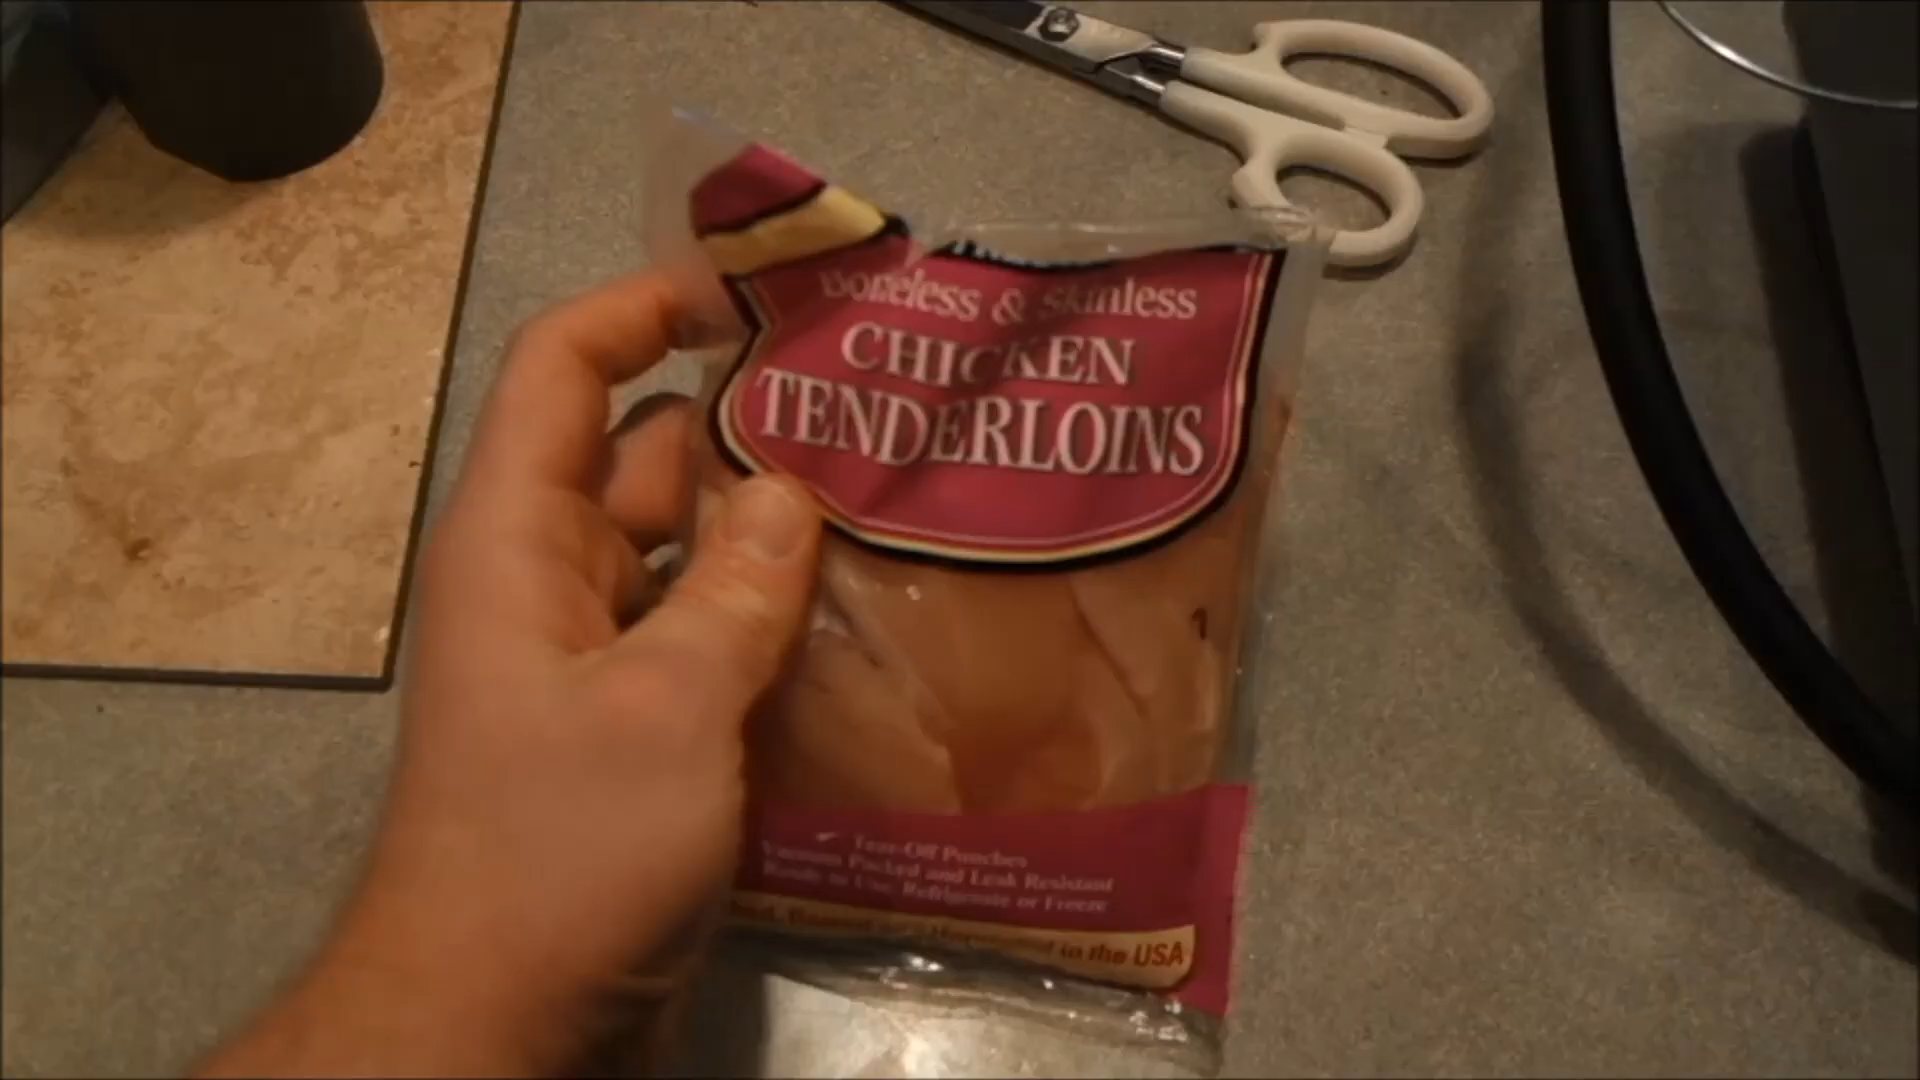 Boneless & Skinless
CHICKEN
TENDERLOINS
Tear-Off Pouches
Vacuum Packed and Leak Resistant
Ready to Use, Refrigerate or Freeze
in the USA